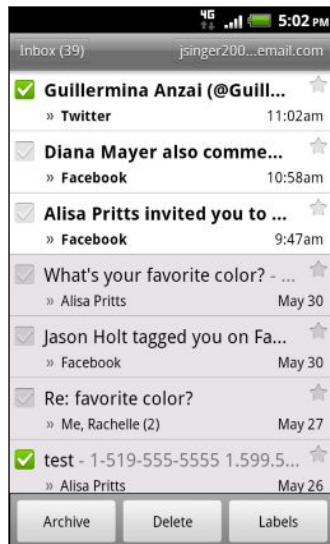 4G 5:02 PM
Inbox (39) jsinger200...email.com
Guillermina Anzai (@Guill...
» Twitter 11:02am
Diana Mayer also comme...
» Facebook 10:58am
Alisa Pritts invited you to ...
» Facebook 9:47am
What's your favorite color? - ...
» Alisa Pritts May 30
Jason Holt tagged you on Fa...
» Facebook May 30
Re: favorite color?
» Me, Rachelle (2) May 27
test - 1-519-555-5555 1.599.5...
» Alisa Pritts May 26
Archive Delete Labels